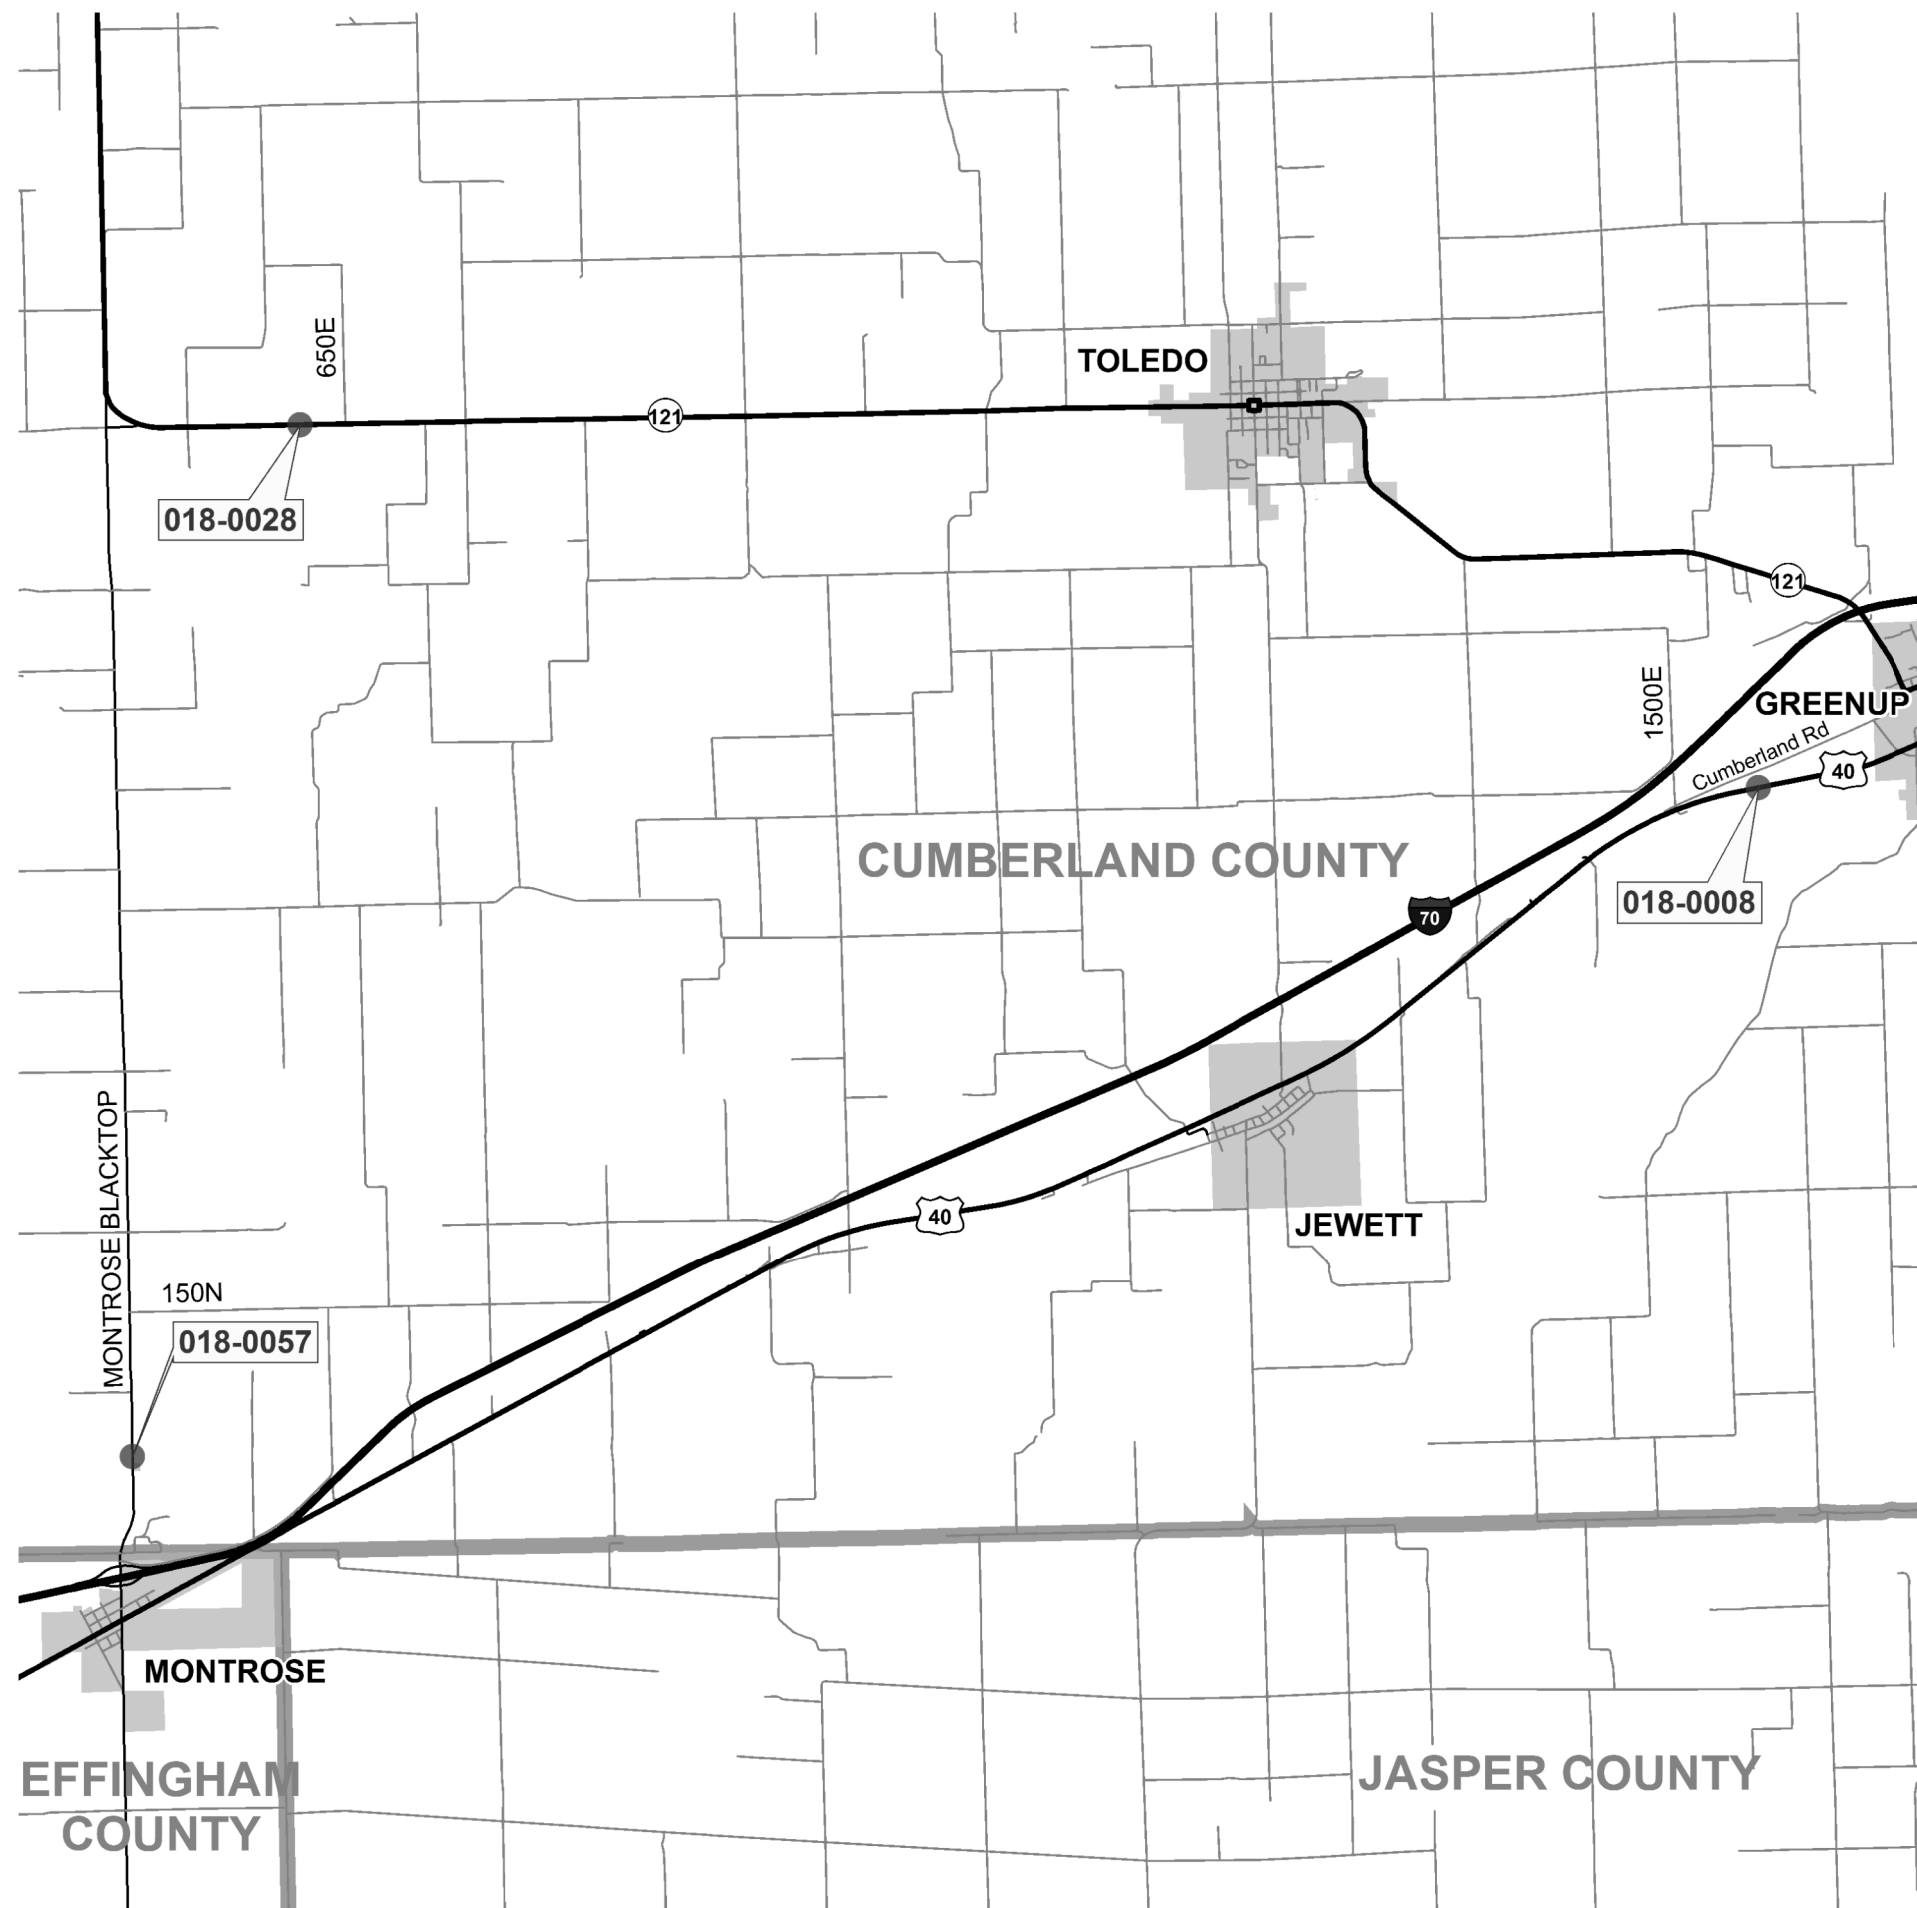 650E
TOLEDO
121
018-0028
121
1500E
GREENUP
Cumberland Rd
40
CUMBERLAND COUNTY
018-0008
70
MONTROSE BLACKTOP
40
JEWETT
150N
018-0057
MONTROSE
EFFINGHAM
COUNTY
JASPER COUNTY